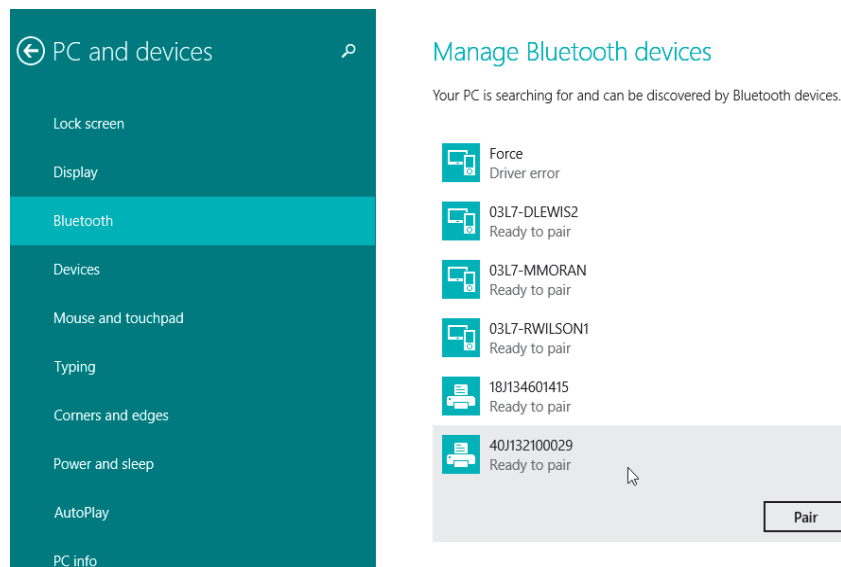 PC and devices
Lock screen
Display
Bluetooth
Devices
Mouse and touchpad
Typing
Corners and edges
Power and sleep
AutoPlay
PC info
Manage Bluetooth devices
Your PC is searching for and can be discovered by Bluetooth devices.
Force
Driver error
03L7-DLEWIS2
Ready to pair
03L7-MMORAN
Ready to pair
03L7-RWILSON1
Ready to pair
18J134601415
Ready to pair
40J132100029
Ready to pair
Pair